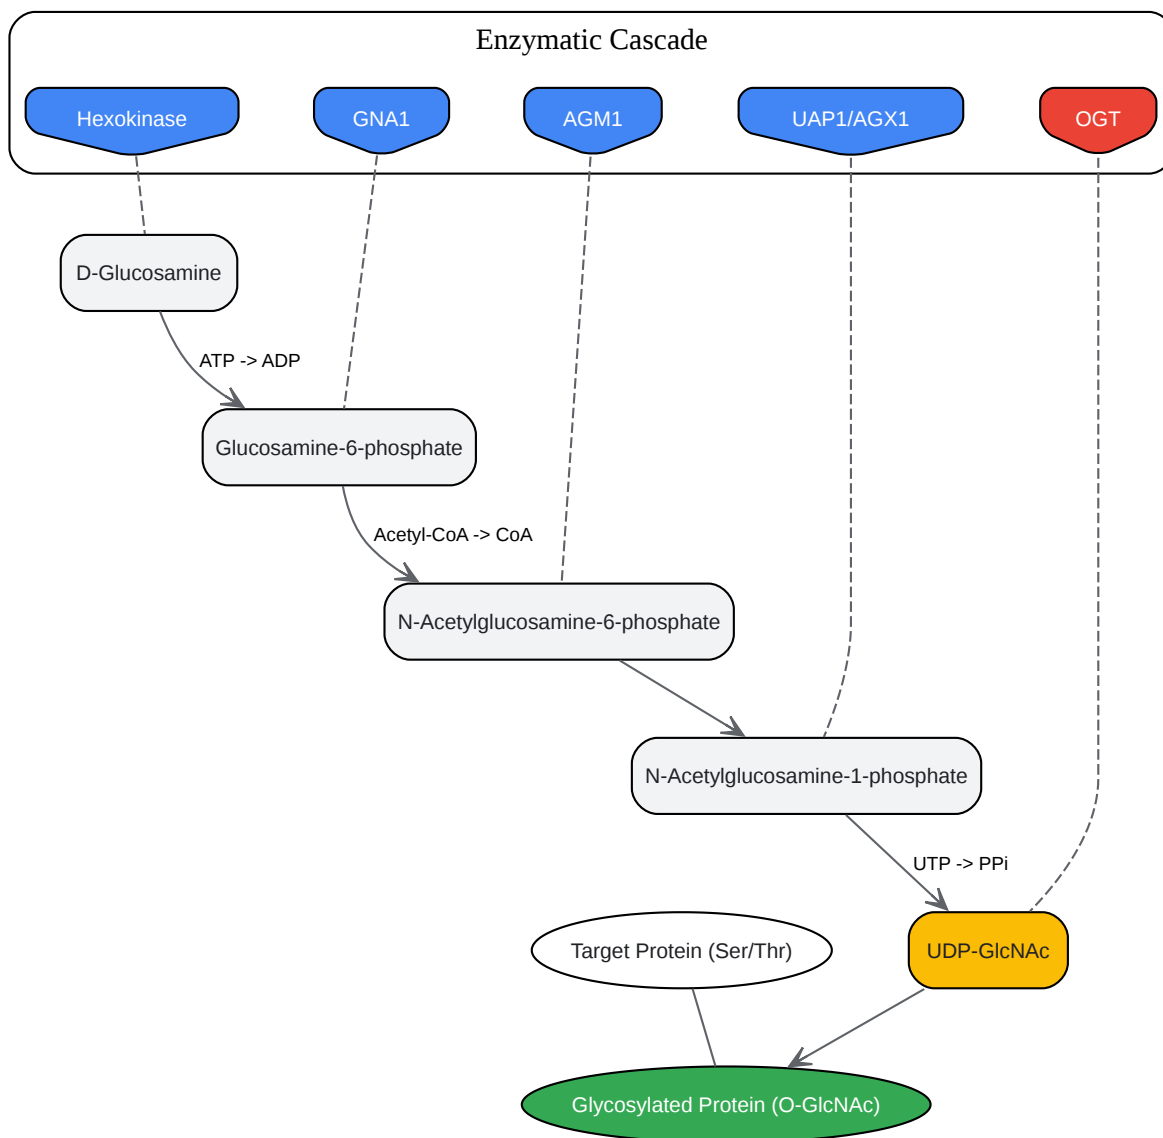 Enzymatic Cascade
Hexokinase
GNA1
AGM1
UAP1/AGX1
OGT
D-Glucosamine
ATP -> ADP
Glucosamine-6-phosphate
Acetyl-CoA -> CoA
N-Acetylglucosamine-6-phosphate
N-Acetylglucosamine-1-phosphate
UTP -> PPi
Target Protein (Ser/Thr)
UDP-GlcNAc
Glycosylated Protein (O-GlcNAc)